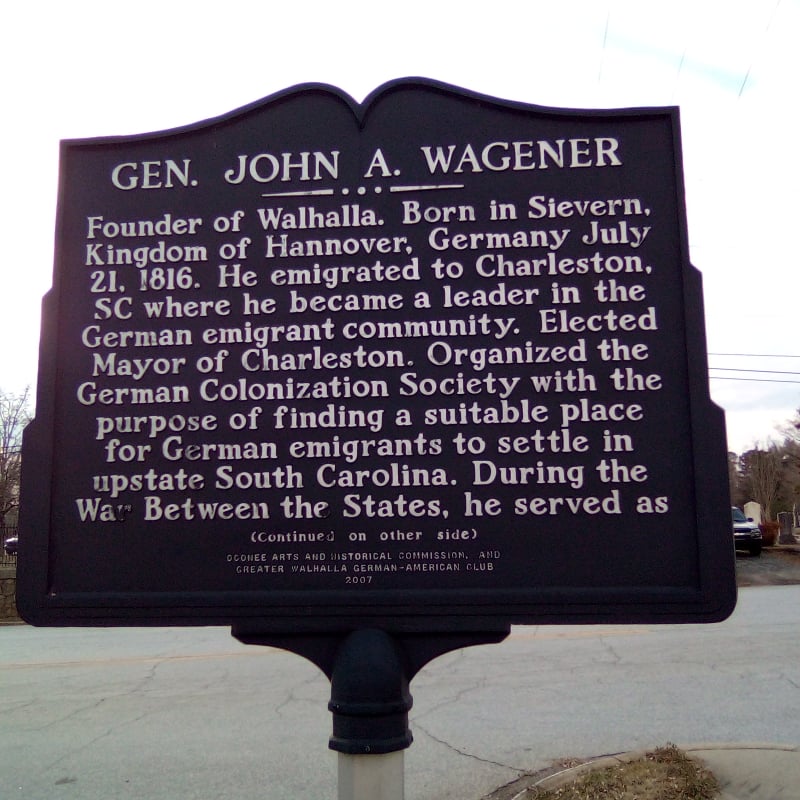 GEN. JOHN A. WAGENER
Founder of Walhalla. Born in Sievern,
Kingdom of Hannover, Germany July
21, 1816. He emigrated to Charleston,
SC where he became a leader in the
German emigrant community. Elected
Mayor of Charleston. Organized the
German Colonization Society with the
purpose of finding a suitable place
for German emigrants to settle in
upstate South Carolina. During the
War Between the States, he served as
(Continued on other side)
OCONEE ARTS AND HISTORICAL COMMISSION, AND
GREATER WALHALLA GERMAN-AMERICAN CLUB
2007